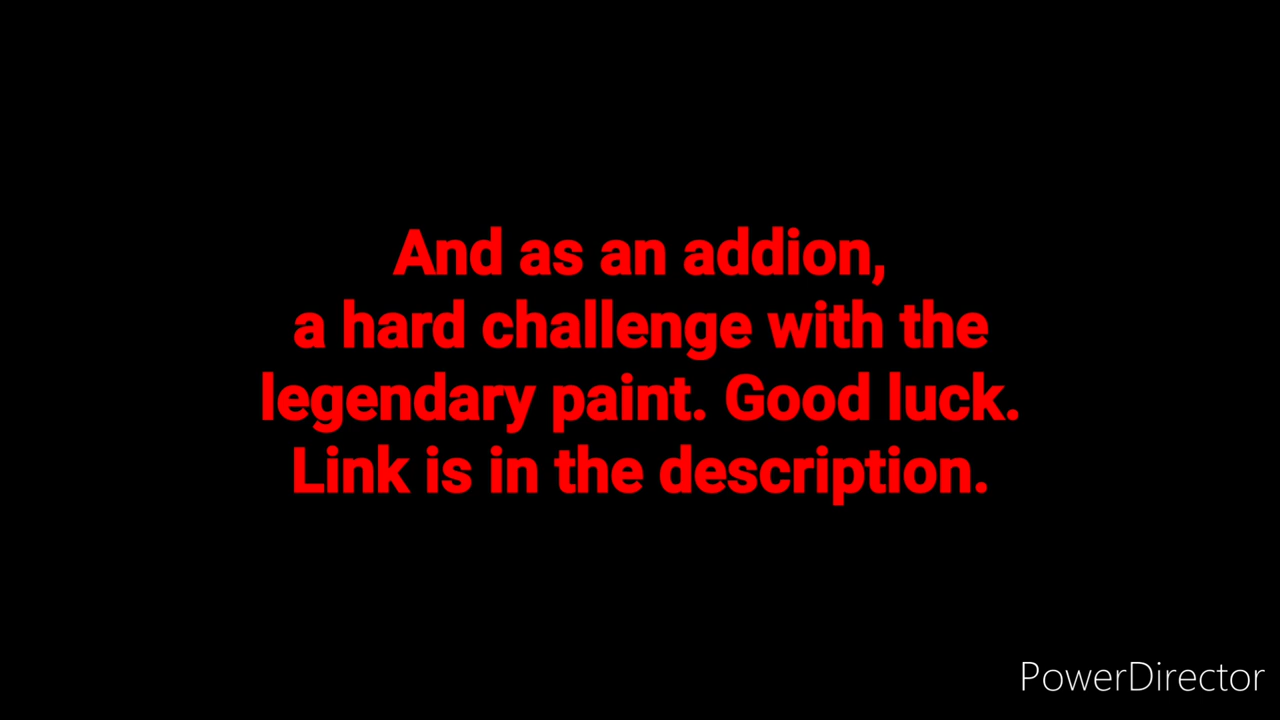 And as an addion,
a hard challenge with the
legendary paint. Good luck.
Link is in the description.
PowerDirector